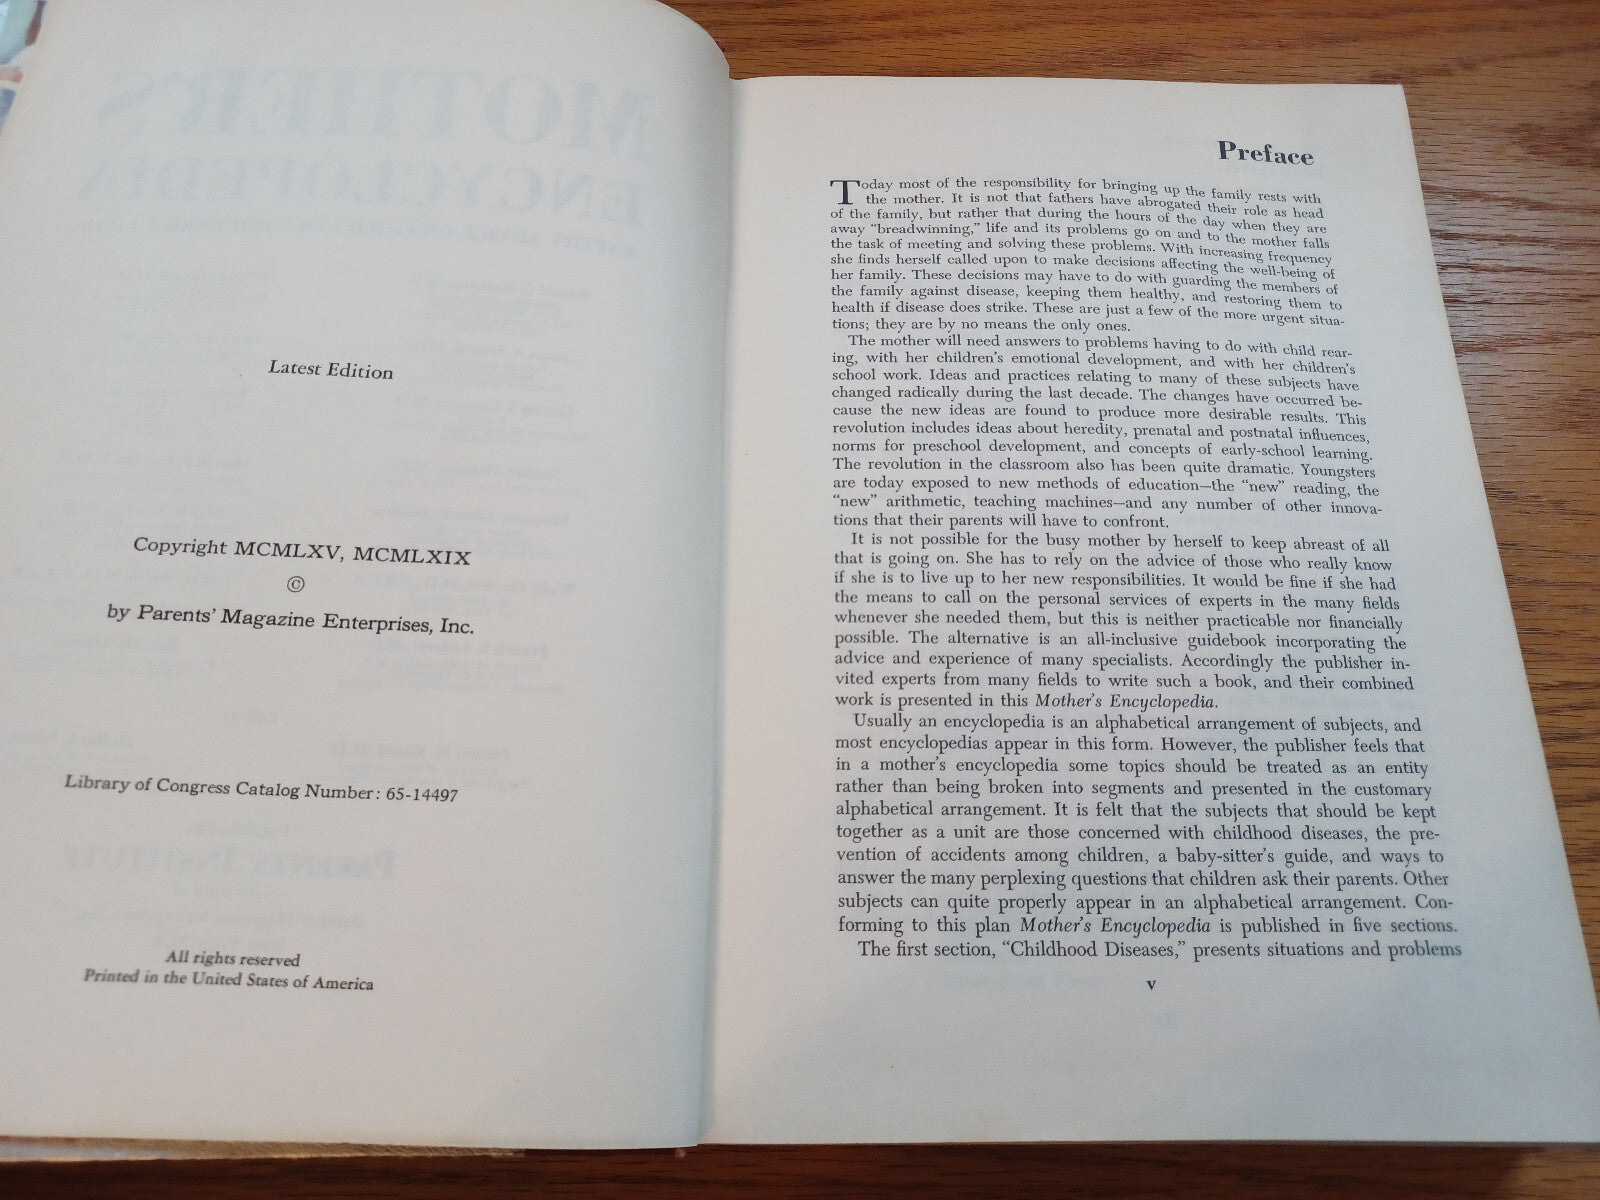 Latest Edition
Copyright MCMLXV, MCMLXIX
©
by Parents' Magazine Enterprises, Inc.
Library of Congress Catalog Number: 65-14497
All rights reserved
Printed in the United States of America
Preface
Today most of the responsibility for bringing up the family rests with
the mother. It is not that fathers have abrogated their role as head
of the family, but rather that during the hours of the day when they are
away “breadwinning,” life and its problems go on and to the mother falls
the task of meeting and solving these problems. With increasing frequency
she finds herself called upon to make decisions affecting the well-being of
her family. These decisions may have to do with guarding the members of
the family against disease, keeping them healthy, and restoring them to
health if disease does strike. These are just a few of the more urgent situa-
tions; they are by no means the only ones.
The mother will need answers to problems having to do with child rear-
ing, with her children's emotional development, and with her children's
school work. Ideas and practices relating to many of these subjects have
changed radically during the last decade. The changes have occurred be-
cause the new ideas are found to produce more desirable results. This
revolution includes ideas about heredity, prenatal and postnatal influences,
norms for preschool development, and concepts of early-school learning.
The revolution in the classroom also has been quite dramatic. Youngsters
are today exposed to new methods of education—the “new” reading, the
“new” arithmetic, teaching machines—and any number of other innova-
tions that their parents will have to confront.
It is not possible for the busy mother by herself to keep abreast of all
that is going on. She has to rely on the advice of those who really know
if she is to live up to her new responsibilities. It would be fine if she had
the means to call on the personal services of experts in the many fields
whenever she needed them, but this is neither practicable nor financially
possible. The alternative is an all-inclusive guidebook incorporating the
advice and experience of many specialists. Accordingly the publisher in-
vited experts from many fields to write such a book, and their combined
work is presented in this Mother's Encyclopedia.
Usually an encyclopedia is an alphabetical arrangement of subjects, and
most encyclopedias appear in this form. However, the publisher feels that
in a mother's encyclopedia some topics should be treated as an entity
rather than being broken into segments and presented in the customary
alphabetical arrangement. It is felt that the subjects that should be kept
together as a unit are those concerned with childhood diseases, the pre-
vention of accidents among children, a baby-sitter's guide, and ways to
answer the many perplexing questions that children ask their parents. Other
subjects can quite properly appear in an alphabetical arrangement. Con-
forming to this plan Mother's Encyclopedia is published in five sections.
The first section, “Childhood Diseases,” presents situations and problems
v